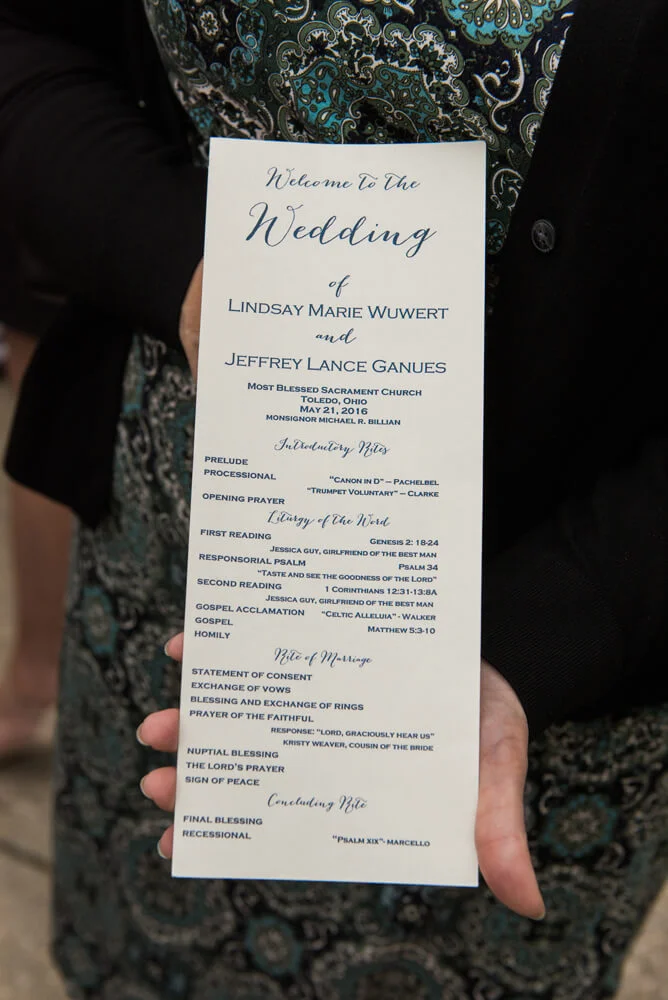 Welcome to the
Wedding
of
Lindsay Marie Wuwert
and
Jeffrey Lance Ganues
Most Blessed Sacrament Church
Toledo, Ohio
May 21, 2016
Monsignor Michael R. Billian
Introductory Rites
Prelude
Processional "Canon in D" – Pachelbel
"Trumpet Voluntary" – Clarke
Opening Prayer
Liturgy of the Word
First Reading Genesis 2: 18-24
Jessica Guy, girlfriend of the best man
Responsorial Psalm Psalm 34
"Taste and see the goodness of the Lord"
Second Reading 1 Corinthians 12:31-13:8a
Jessica Guy, girlfriend of the best man
Gospel Acclamation "Celtic Alleluia" - Walker
Gospel Matthew 5:3-10
Homily
Rite of Marriage
Statement of Consent
Exchange of Vows
Blessing and Exchange of Rings
Prayer of the Faithful
Response: "Lord, graciously hear us"
Kristy Weaver, cousin of the bride
Nuptial Blessing
The Lord's Prayer
Sign of Peace
Concluding Rite
Final Blessing
Recessional "Psalm XIX"- Marcello